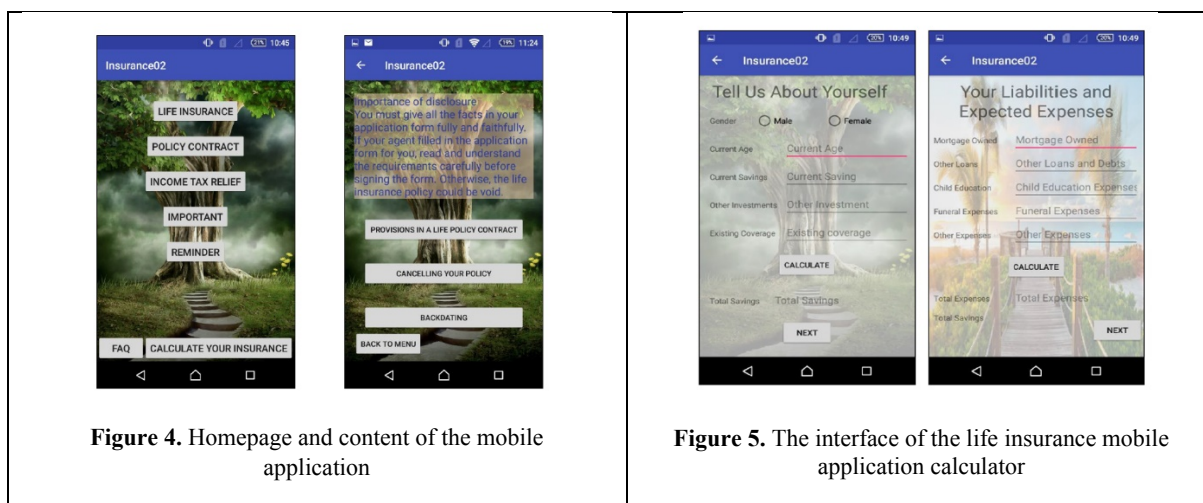 21% 10:45
Insurance02
LIFE INSURANCE
POLICY CONTRACT
INCOME TAX RELIEF
IMPORTANT
REMINDER
FAQ
CALCULATE YOUR INSURANCE
19% 11:24
Insurance02
Importance of disclosure
You must give all the facts in your
application form fully and faithfully.
If your agent filled in the application
form for you, read and understand
the requirements carefully before
signing the form. Otherwise, the life
insurance policy could be void.
PROVISIONS IN A LIFE POLICY CONTRACT
CANCELLING YOUR POLICY
BACKDATING
BACK TO MENU
Figure 4. Homepage and content of the mobile
application
10:49
Insurance02
Tell Us About Yourself
Gender Male Female
Current Age Current Age
Current Savings Current Saving
Other Investments Other Investment
Existing Coverage Existing coverage
CALCULATE
Total Savings Total Savings
NEXT
10:49
Insurance02
Your Liabilities and
Expected Expenses
Mortgage Owned Mortgage Owned
Other Loans Other Loans and Debts
Child Education Child Education Expenses
Funeral Expenses Funeral Expenses
Other Expenses Other Expenses
CALCULATE
Total Expenses Total Expenses
Total Savings
NEXT
Figure 5. The interface of the life insurance mobile
application calculator